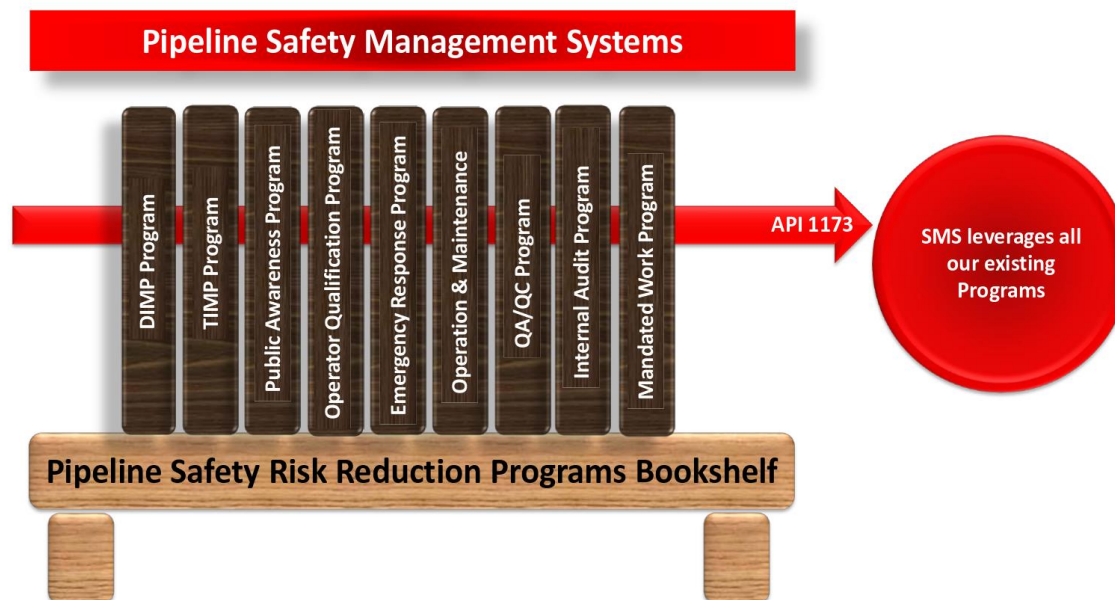 Pipeline Safety Management Systems
DIMP Program
TIMP Program
Public Awareness Program
Operator Qualification Program
Emergency Response Program
Operation & Maintenance
QA/QC Program
Internal Audit Program
Mandated Work Program
API 1173
SMS leverages all
our existing
Programs
Pipeline Safety Risk Reduction Programs Bookshelf